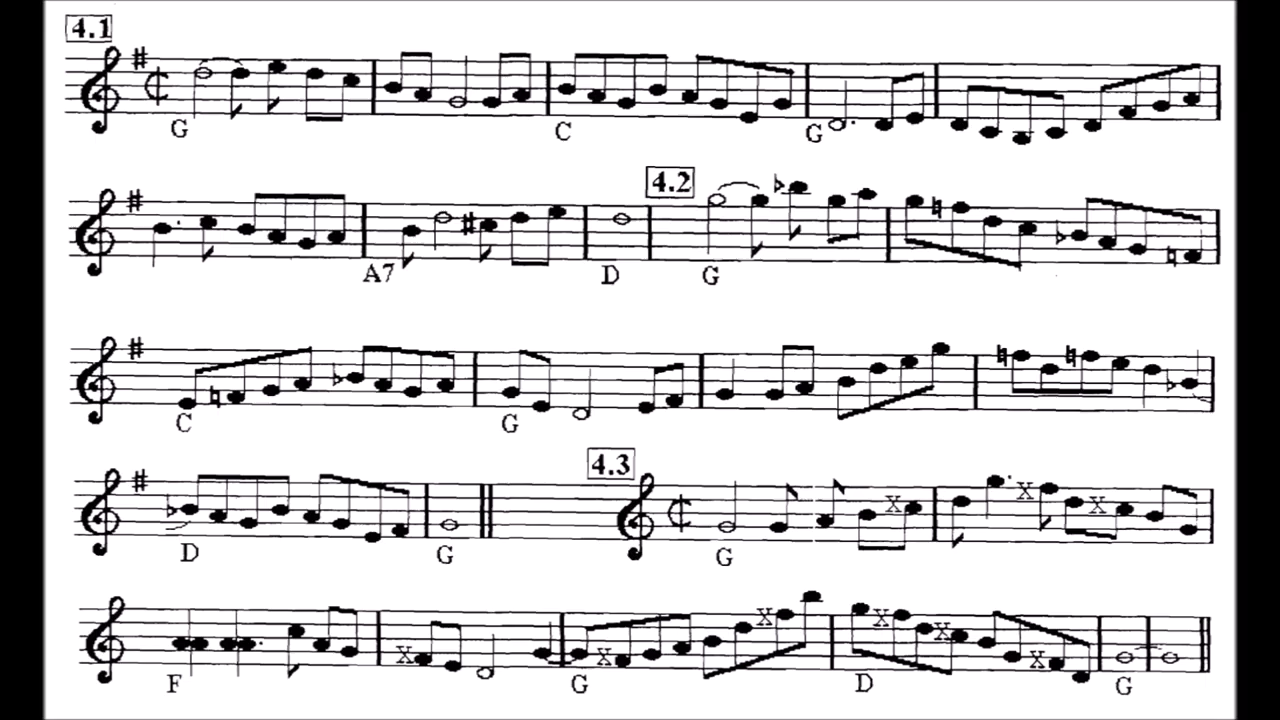 4.1
G C G
4.2
A7 D G
C G
4.3
D G G
X X X
F G D G
X X X X X X